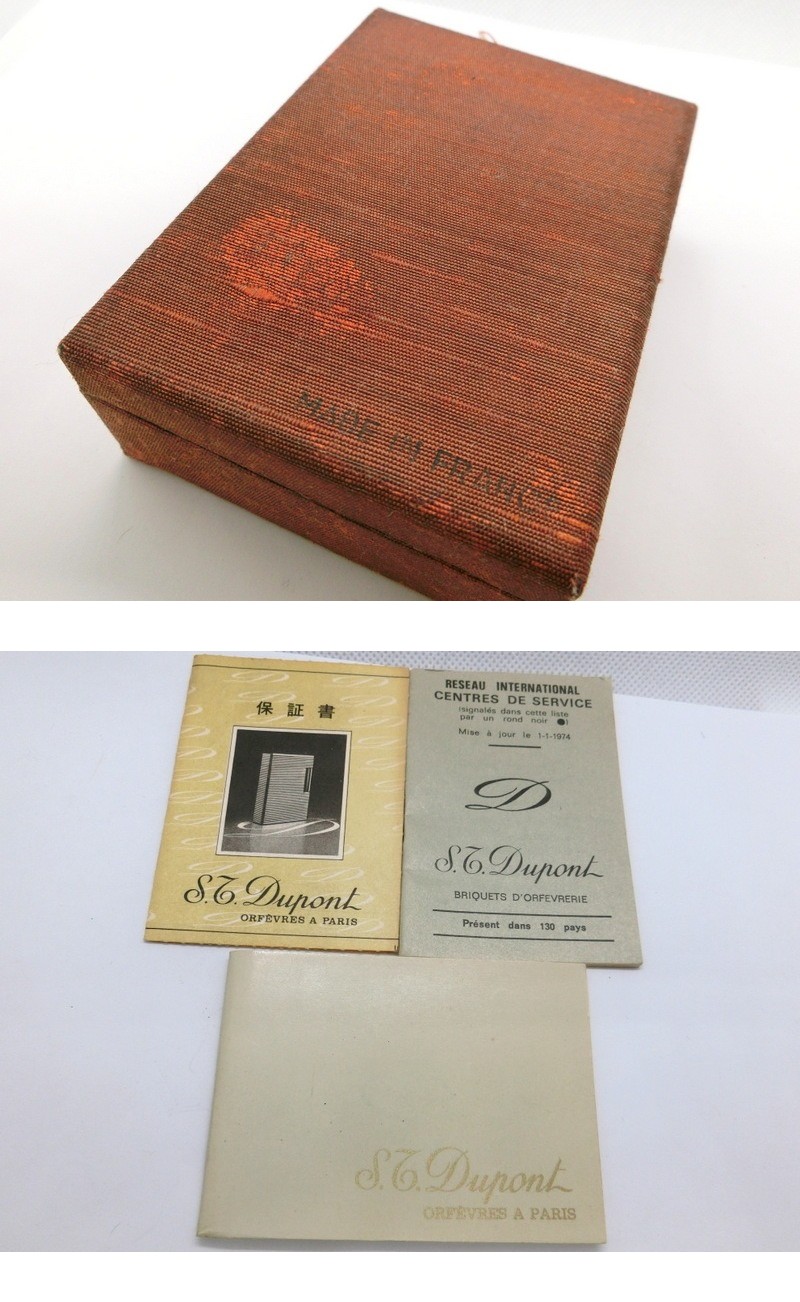 MADE IN FRANCE
保証書
S.T. Dupont
ORFÈVRES A PARIS
RESEAU INTERNATIONAL
CENTRES DE SERVICE
(signalés dans cette liste
par un rond noir ●)
Mise à jour le 1-1-1974
D
S.T. Dupont
BRIQUETS D'ORFEVRERIE
Présent dans 130 pays
S.T. Dupont
ORFÈVRES A PARIS